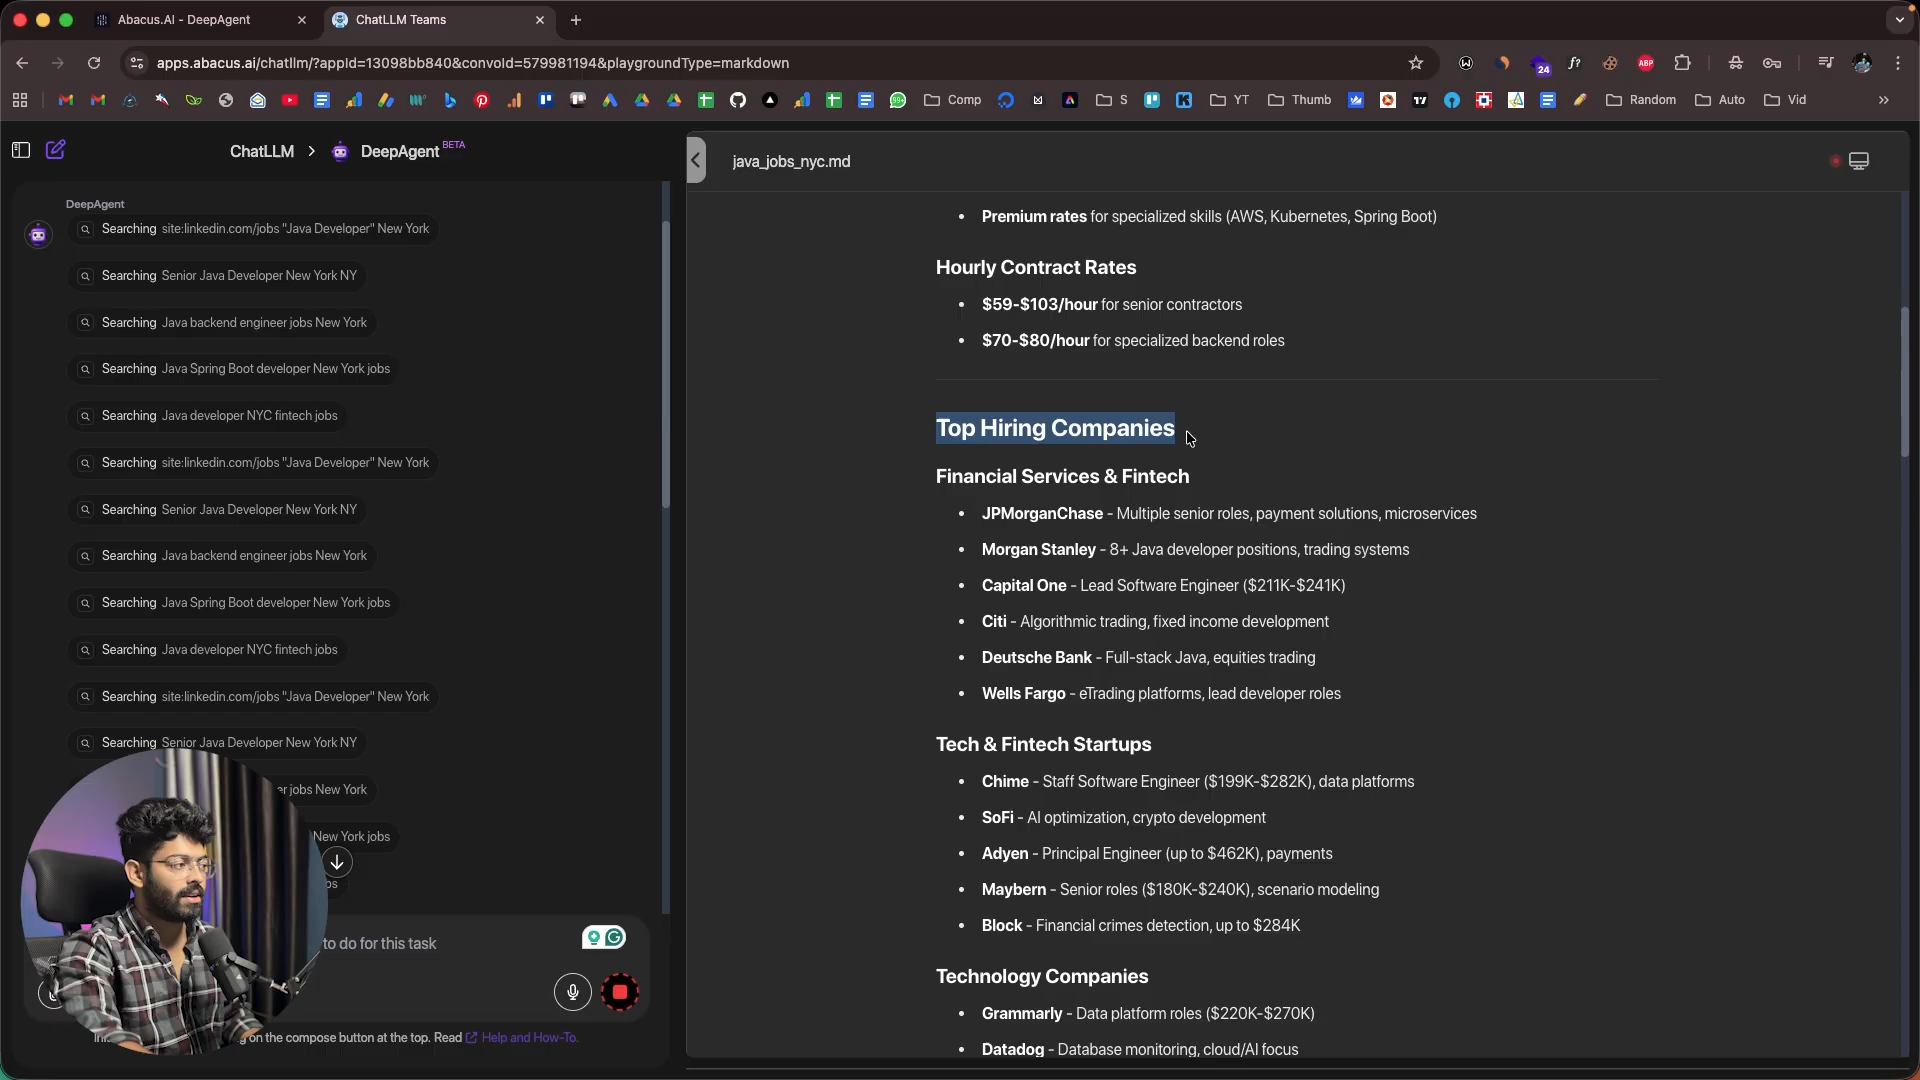 Abacus.AI - DeepAgent
ChatLLM Teams
apps.abacus.ai/chatllm/?appId=13098bb840&convoId=579981194&playgroundType=markdown
24
f?
ABP
99+
Comp
S
YT
Thumb
Random
Auto
Vid
ChatLLM > DeepAgent BETA
DeepAgent
Searching site:linkedin.com/jobs "Java Developer" New York
Searching Senior Java Developer New York NY
Searching Java backend engineer jobs New York
Searching Java Spring Boot developer New York jobs
Searching Java developer NYC fintech jobs
Searching site:linkedin.com/jobs "Java Developer" New York
Searching Senior Java Developer New York NY
Searching Java backend engineer jobs New York
Searching Java Spring Boot developer New York jobs
Searching Java developer NYC fintech jobs
Searching site:linkedin.com/jobs "Java Developer" New York
Searching Senior Java Developer New York NY
jobs New York
New York jobs
to do for this task
on the compose button at the top. Read Help and How-To.
java_jobs_nyc.md
• Premium rates for specialized skills (AWS, Kubernetes, Spring Boot)
Hourly Contract Rates
• $59-$103/hour for senior contractors
• $70-$80/hour for specialized backend roles
Top Hiring Companies
Financial Services & Fintech
• JPMorganChase - Multiple senior roles, payment solutions, microservices
• Morgan Stanley - 8+ Java developer positions, trading systems
• Capital One - Lead Software Engineer ($211K-$241K)
• Citi - Algorithmic trading, fixed income development
• Deutsche Bank - Full-stack Java, equities trading
• Wells Fargo - eTrading platforms, lead developer roles
Tech & Fintech Startups
• Chime - Staff Software Engineer ($199K-$282K), data platforms
• SoFi - AI optimization, crypto development
• Adyen - Principal Engineer (up to $462K), payments
• Maybern - Senior roles ($180K-$240K), scenario modeling
• Block - Financial crimes detection, up to $284K
Technology Companies
• Grammarly - Data platform roles ($220K-$270K)
• Datadog - Database monitoring, cloud/AI focus